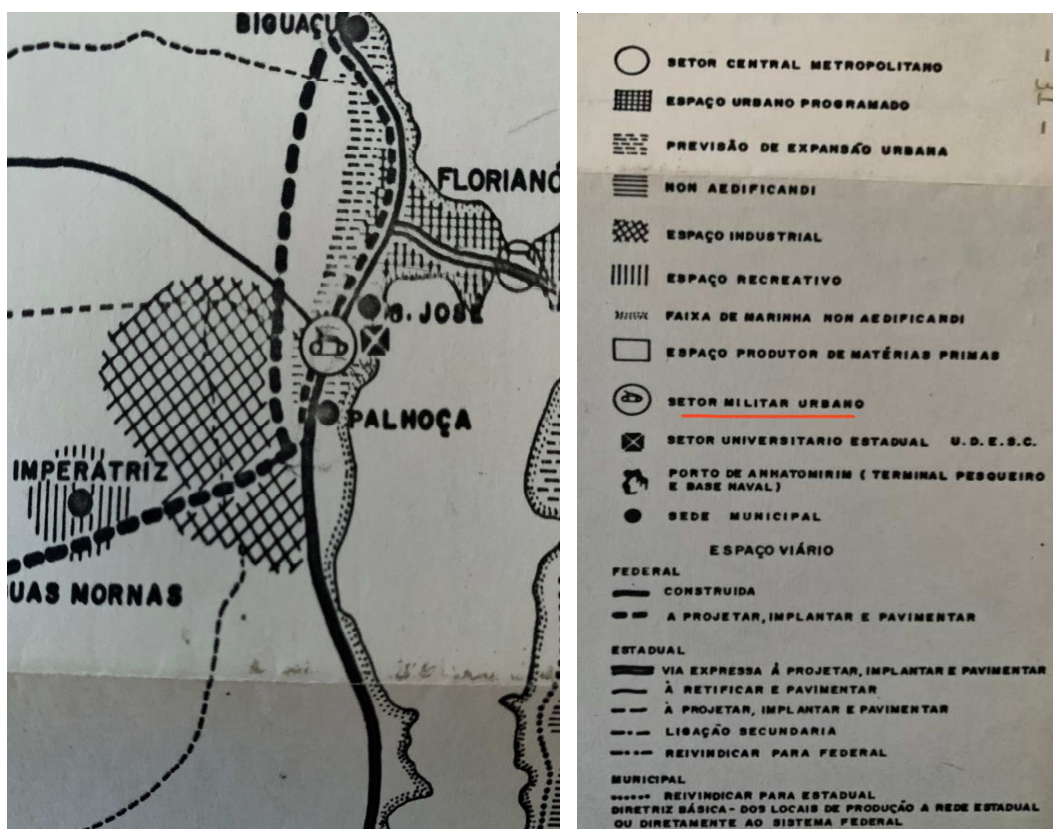 BIGUAÇU
FLORIANÓ
S. JOSÉ
PALHOÇA
IMPERATRIZ
UAS MORNAS
- 31 -
SETOR CENTRAL METROPOLITANO
ESPAÇO URBANO PROGRAMADO
PREVISÃO DE EXPANSÃO URBANA
NON AEDIFICANDI
ESPAÇO INDUSTRIAL
ESPAÇO RECREATIVO
FAIXA DE MARINHA NON AEDIFICANDI
ESPAÇO PRODUTOR DE MATÉRIAS PRIMAS
SETOR MILITAR URBANO
SETOR UNIVERSITARIO ESTADUAL U.D.E.S.C.
PORTO DE ANHATOMIRIM ( TERMINAL PESQUEIRO
E BASE NAVAL)
SEDE MUNICIPAL
ESPAÇO VIÁRIO
FEDERAL
CONSTRUIDA
A PROJETAR, IMPLANTAR E PAVIMENTAR
ESTADUAL
VIA EXPRESSA À PROJETAR, IMPLANTAR E PAVIMENTAR
À RETIFICAR E PAVIMENTAR
À PROJETAR, IMPLANTAR E PAVIMENTAR
LIGAÇÃO SECUNDARIA
REIVINDICAR PARA FEDERAL
MUNICIPAL
REIVINDICAR PARA ESTADUAL
DIRETRIZ BÁSICA - DOS LOCAIS DE PRODUÇÃO A REDE ESTADUAL
OU DIRETAMENTE AO SISTEMA FEDERAL